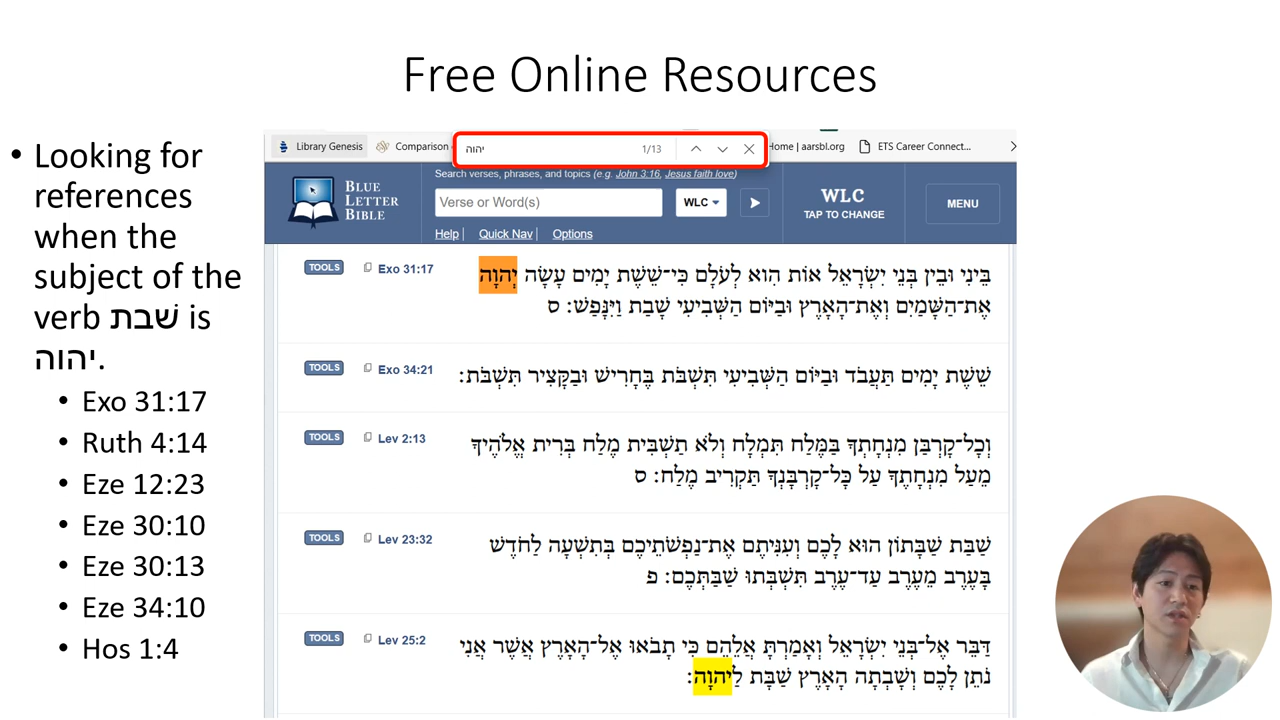 Free Online Resources
• Looking for
references
when the
subject of the
verb שׁבת is
יהוה.
• Exo 31:17
• Ruth 4:14
• Eze 12:23
• Eze 30:10
• Eze 30:13
• Eze 34:10
• Hos 1:4
Library Genesis
Comparison
יהוה 1/13
Home | aarsbl.org
ETS Career Connect...
BLUE
LETTER
BIBLE
Search verses, phrases, and topics (e.g. John 3:16, Jesus faith love)
Verse or Word(s)
WLC
Help | Quick Nav | Options
WLC
TAP TO CHANGE
MENU
TOOLS Exo 31:17
בֵּינִי וּבֵין בְּנֵי יִשְׂרָאֵל אוֹת הִוא לְעֹלָם כִּי־שֵׁשֶׁת יָמִים עָשָׂה יְהוָה
אֶת־הַשָּׁמַיִם וְאֶת־הָאָרֶץ וּבַיּוֹם הַשְּׁבִיעִי שָׁבַת וַיִּנָּפַשׁ׃ ס
TOOLS Exo 34:21
שֵׁשֶׁת יָמִים תַּעֲבֹד וּבַיּוֹם הַשְּׁבִיעִי תִּשְׁבֹּת בֶּחָרִישׁ וּבַקָּצִיר תִּשְׁבֹּת׃
TOOLS Lev 2:13
וְכָל־קָרְבַּן מִנְחָתְךָ בַּמֶּלַח תִּמְלָח וְלֹא תַשְׁבִּית מֶלַח בְּרִית אֱלֹהֶיךָ
מֵעַל מִנְחָתֶךָ עַל כָּל־קָרְבָּנְךָ תַּקְרִיב מֶלַח׃ ס
TOOLS Lev 23:32
שַׁבַּת שַׁבָּתוֹן הוּא לָכֶם וְעִנִּיתֶם אֶת־נַפְשֹׁתֵיכֶם בְּתִשְׁעָה לַחֹדֶשׁ
בָּעֶרֶב מֵעֶרֶב עַד־עֶרֶב תִּשְׁבְּתוּ שַׁבַּתְּכֶם׃ פ
TOOLS Lev 25:2
דַּבֵּר אֶל־בְּנֵי יִשְׂרָאֵל וְאָמַרְתָּ אֲלֵהֶם כִּי תָבֹאוּ אֶל־הָאָרֶץ אֲשֶׁר אֲנִי
נֹתֵן לָכֶם וְשָׁבְתָה הָאָרֶץ שַׁבָּת לַיהוָה׃